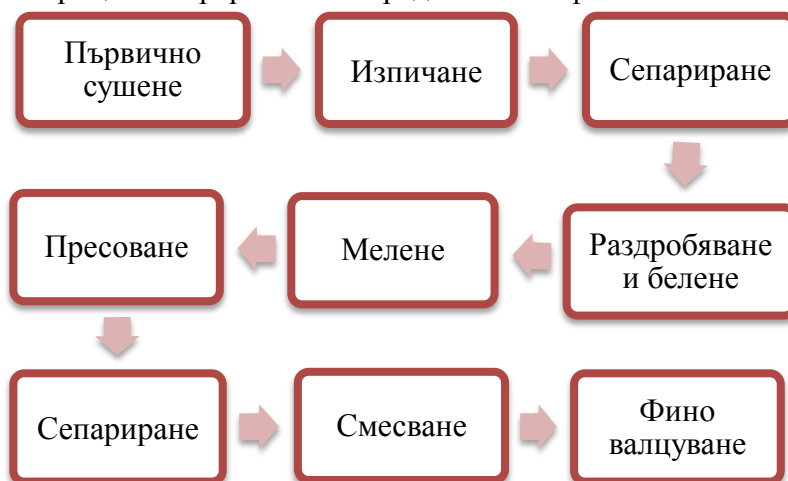 Първично
сушене
Изпичане
Сепариране
Раздробяване
и белене
Мелене
Пресоване
Сепариране
Смесване
Фино
валцуване